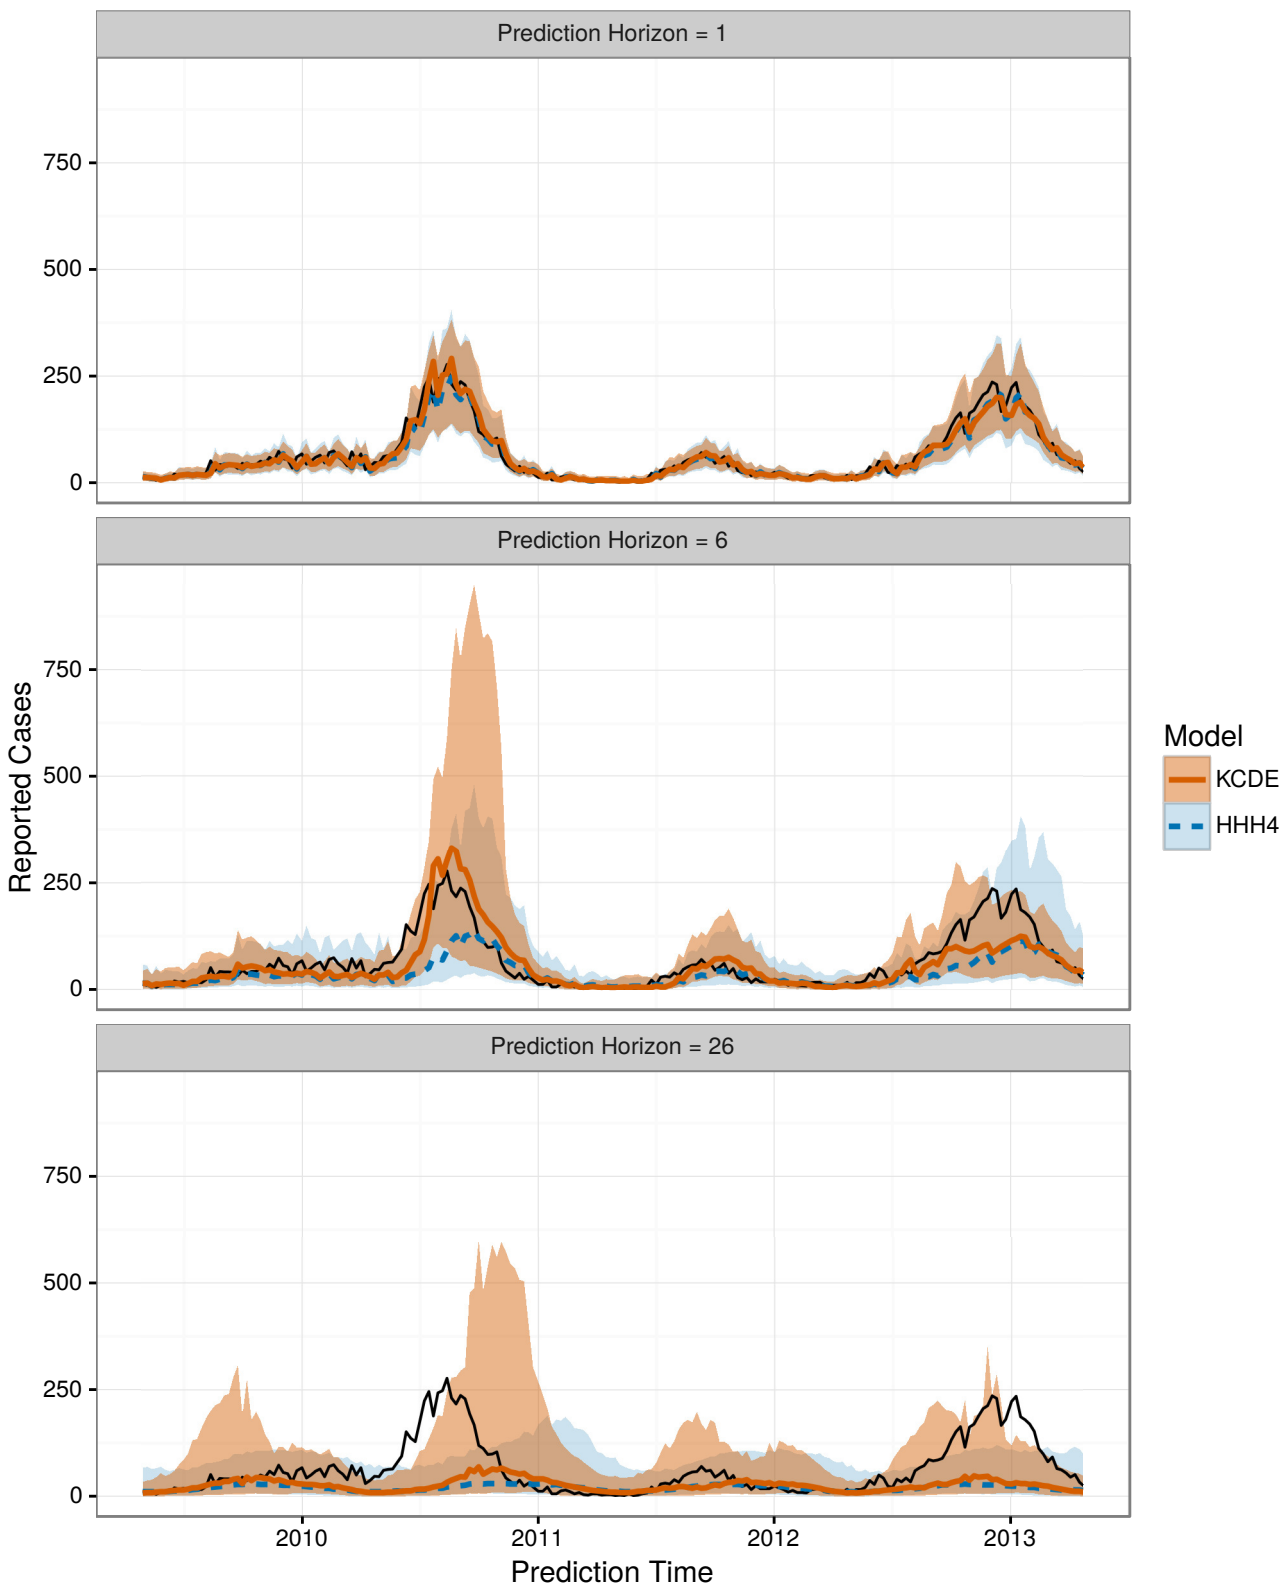 Prediction Horizon = 1
750
500
250
0
Prediction Horizon = 6
750
500
250
0
Reported Cases
Model
KCDE
HHH4
Prediction Horizon = 26
750
500
250
0
2010
2011
2012
2013
Prediction Time